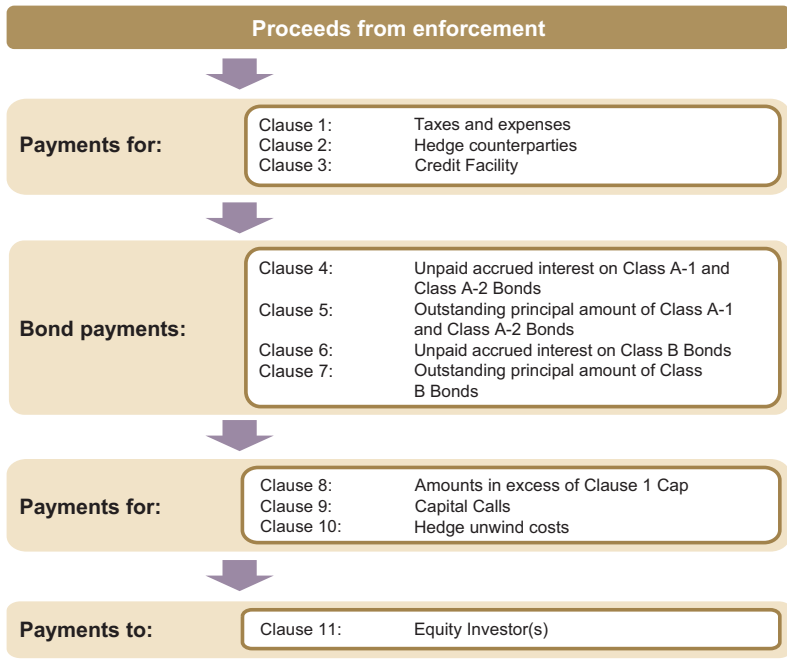 Proceeds from enforcement
Payments for:
Clause 1: Taxes and expenses
Clause 2: Hedge counterparties
Clause 3: Credit Facility
Bond payments:
Clause 4: Unpaid accrued interest on Class A-1 and
Class A-2 Bonds
Clause 5: Outstanding principal amount of Class A-1
and Class A-2 Bonds
Clause 6: Unpaid accrued interest on Class B Bonds
Clause 7: Outstanding principal amount of Class
B Bonds
Payments for:
Clause 8: Amounts in excess of Clause 1 Cap
Clause 9: Capital Calls
Clause 10: Hedge unwind costs
Payments to:
Clause 11: Equity Investor(s)